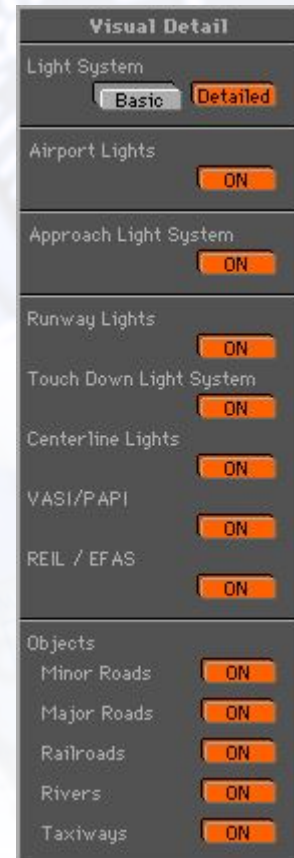 Visual Detail
Light System
Basic Detailed
Airport Lights
ON
Approach Light System
ON
Runway Lights
ON
Touch Down Light System
ON
Centerline Lights
ON
VASI/PAPI
ON
REIL / EFAS
ON
Objects
Minor Roads ON
Major Roads ON
Railroads ON
Rivers ON
Taxiways ON